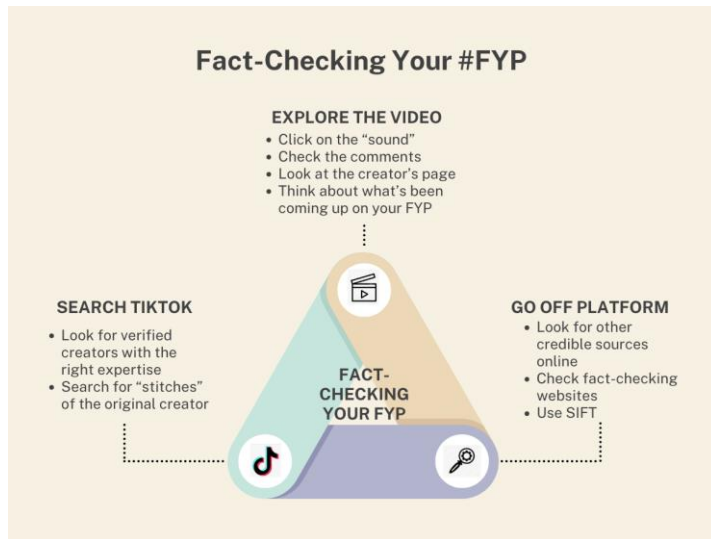 Fact-Checking Your #FYP
EXPLORE THE VIDEO
• Click on the “sound”
• Check the comments
• Look at the creator’s page
• Think about what’s been
coming up on your FYP
SEARCH TIKTOK
• Look for verified
creators with the
right expertise
• Search for “stitches”
of the original creator
GO OFF PLATFORM
• Look for other
credible sources
online
• Check fact-checking
websites
• Use SIFT
FACT-
CHECKING
YOUR FYP